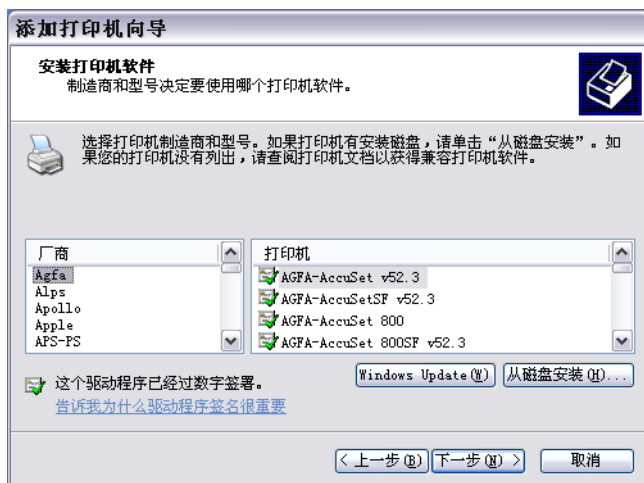 添加打印机向导
安装打印机软件
制造商和型号决定要使用哪个打印机软件。
选择打印机制造商和型号。如果打印机有安装磁盘，请单击“从磁盘安装”。如
果您的打印机没有列出，请查阅打印机文档以获得兼容打印机软件。
厂商
Agfa
Alps
Apollo
Apple
APS-PS
打印机
AGFA-AccuSet v52.3
AGFA-AccuSetSF v52.3
AGFA-AccuSet 800
AGFA-AccuSet 800SF v52.3
这个驱动程序已经过数字签署。
告诉我为什么驱动程序签名很重要
Windows Update(W)
从磁盘安装(H)...
< 上一步(B)
下一步(N) >
取消